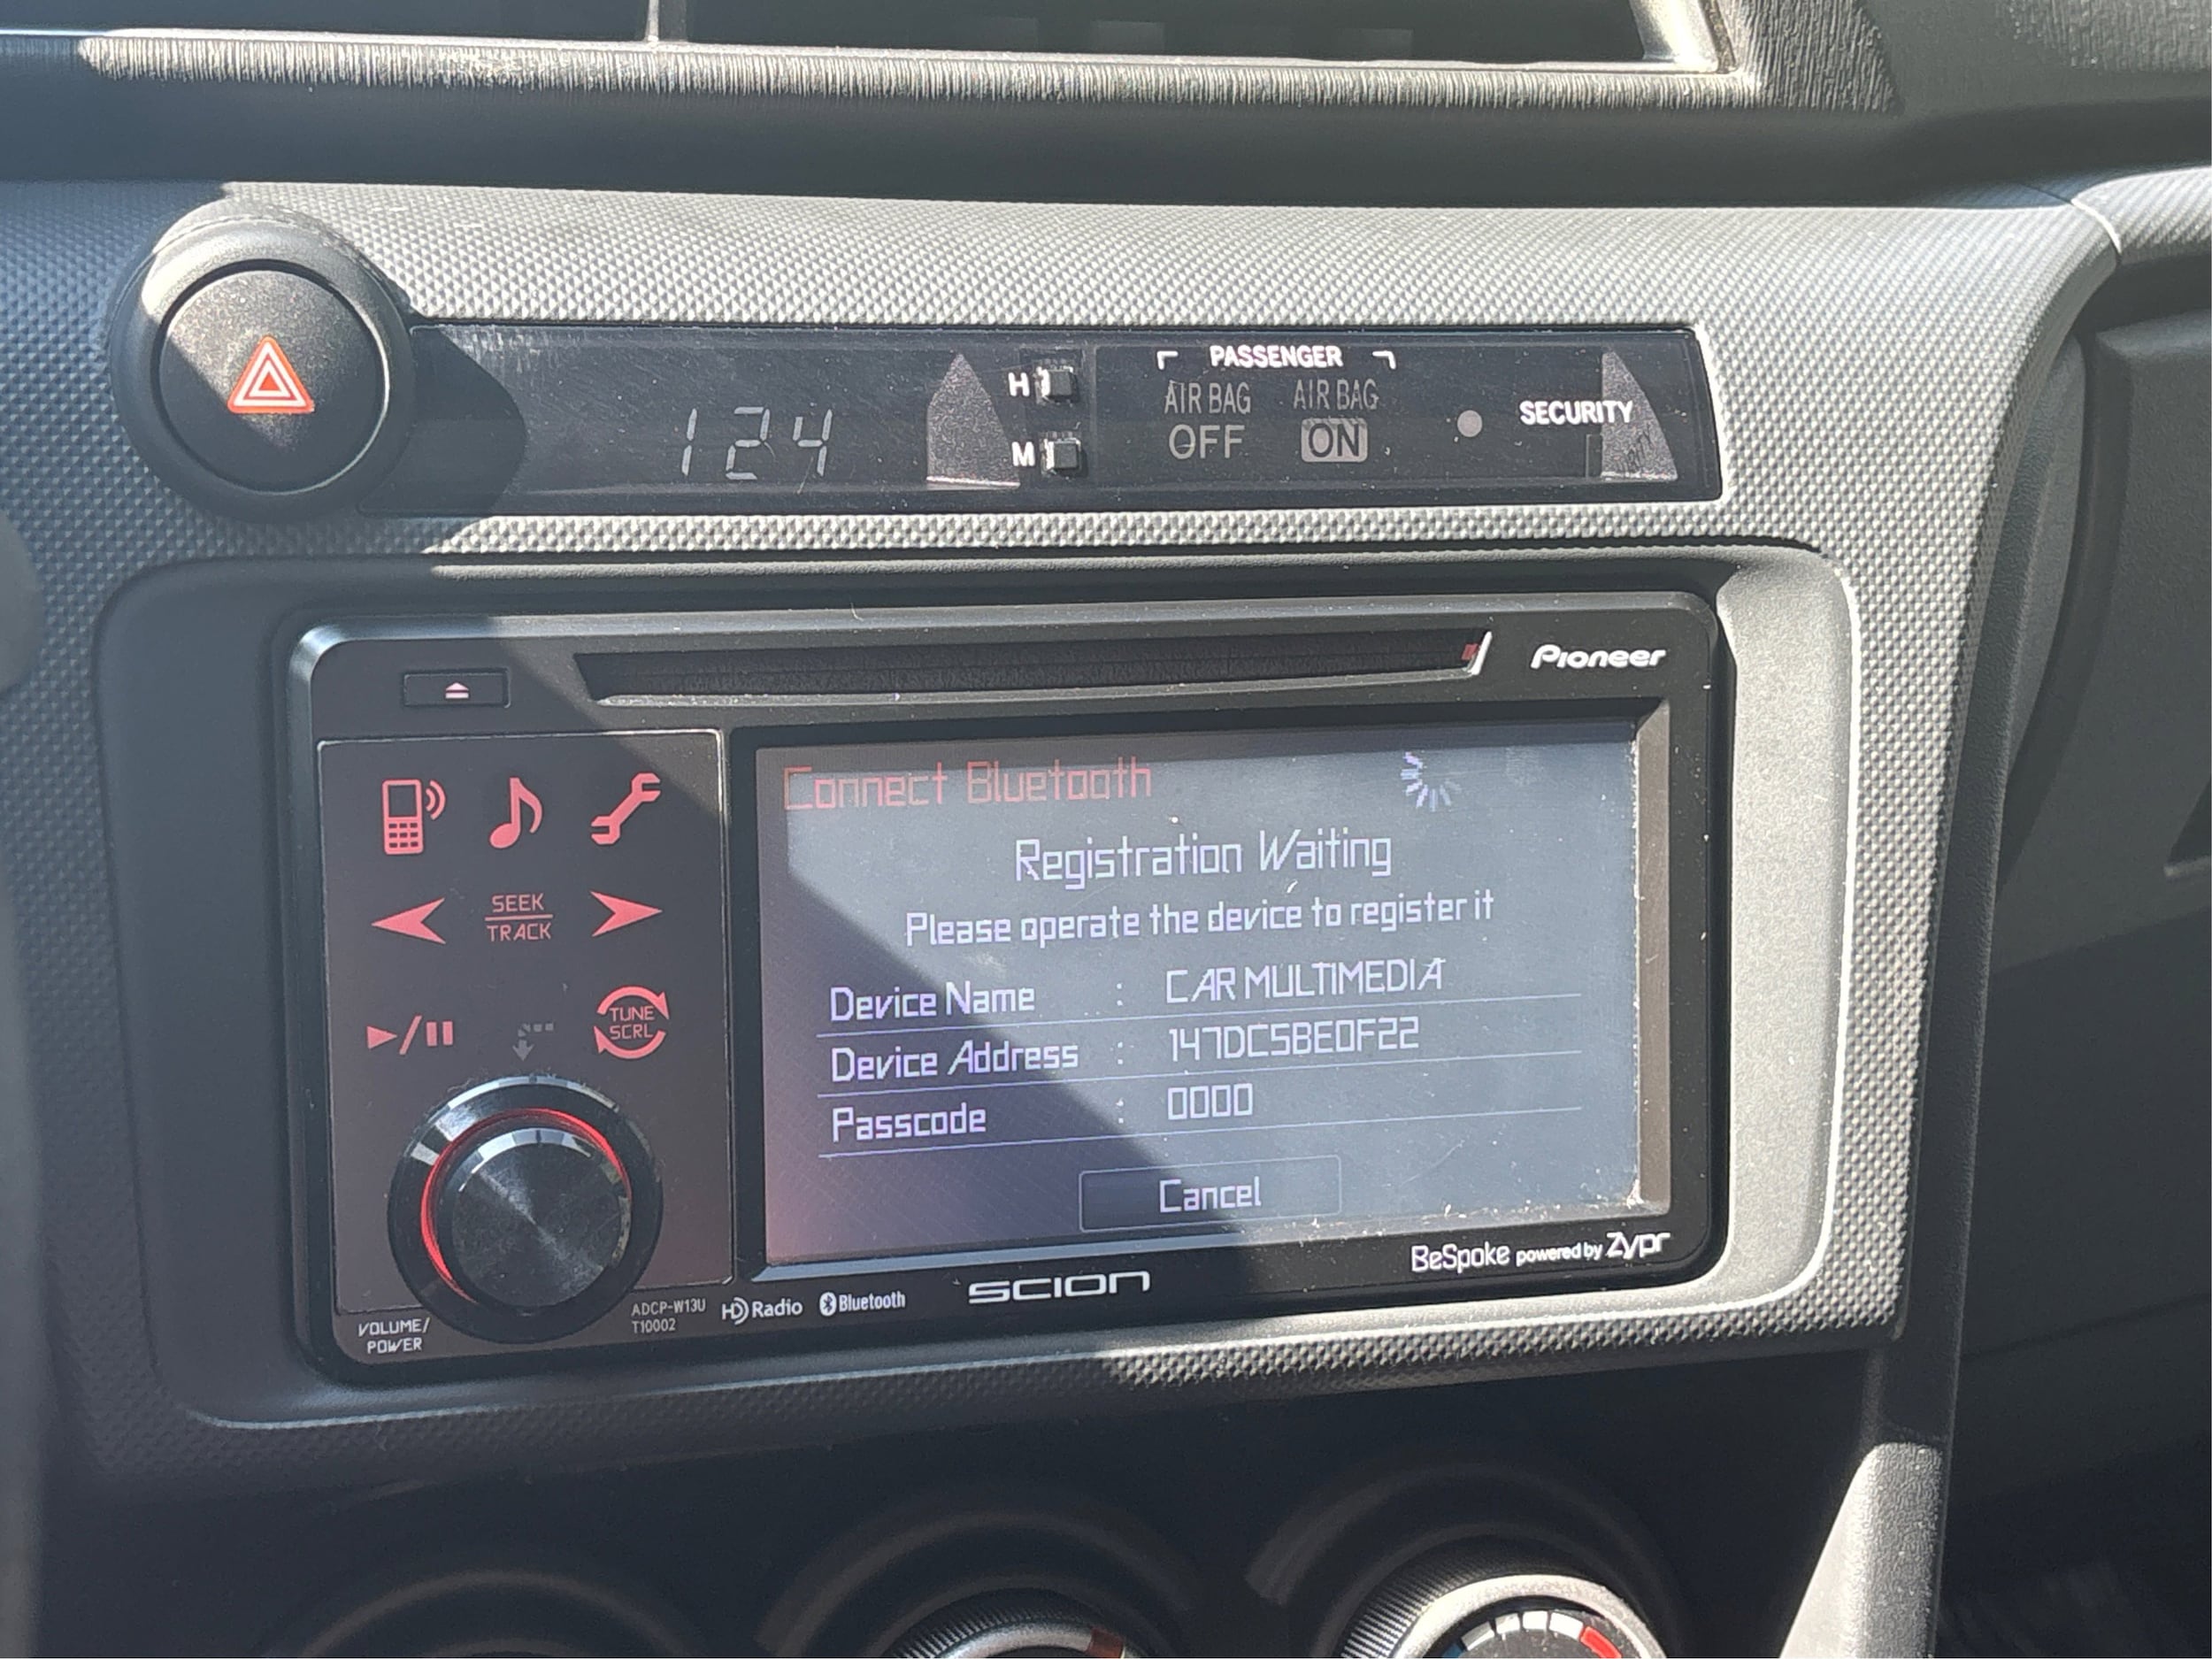 PASSENGER
AIR BAG AIR BAG
OFF ON
SECURITY
H
M
124
Pioneer
Connect Bluetooth
Registration Waiting
Please operate the device to register it
Device Name : CAR MULTIMEDIA
Device Address : 147DC5BE0F22
Passcode : 0000
Cancel
SEEK
TRACK
TUNE
SCRL
VOLUME/
POWER
ADCP-W13U
T10002
HD Radio
Bluetooth
SCION
BeSpoke powered by Zypr